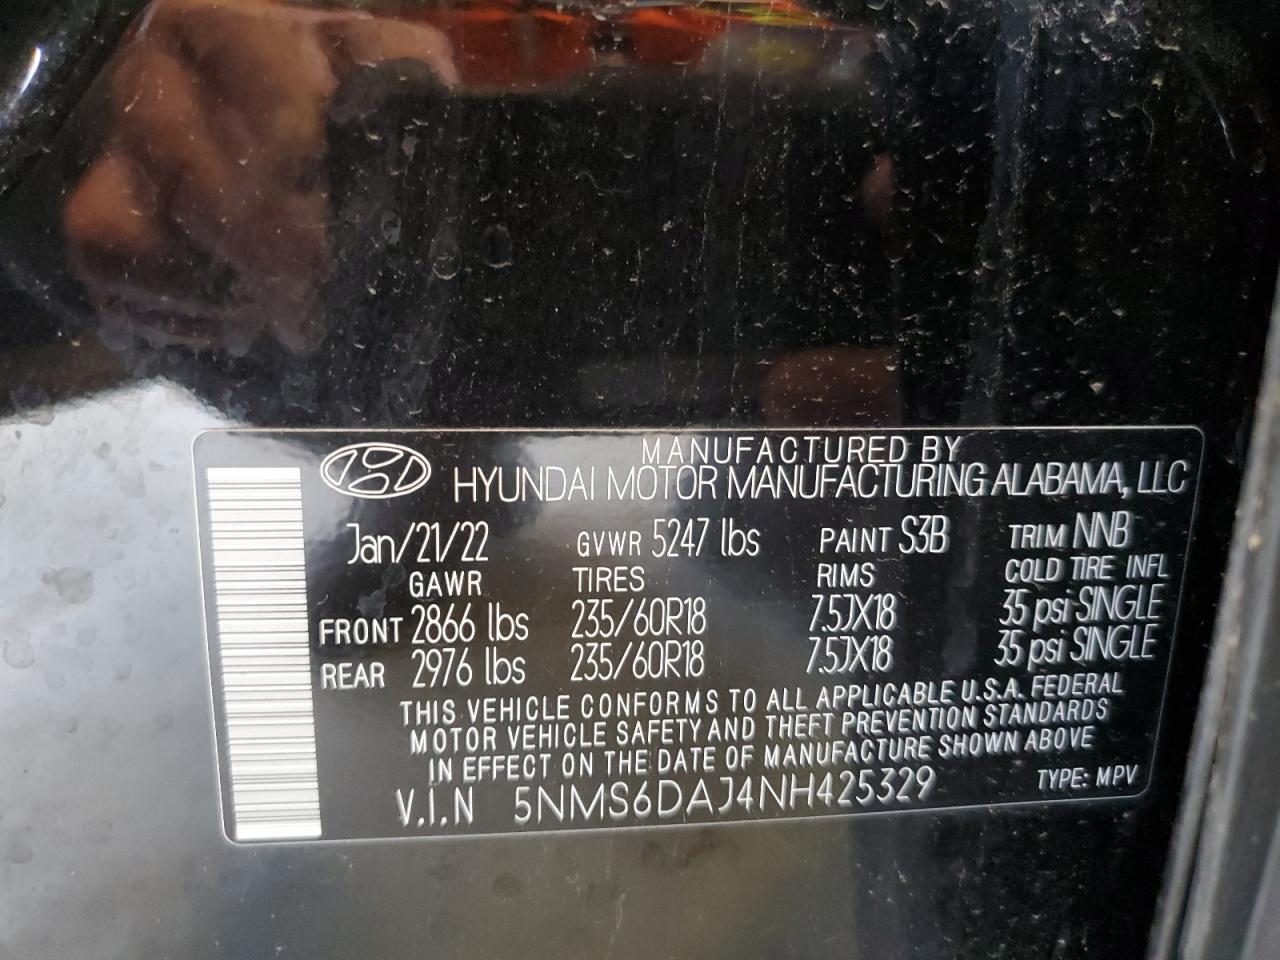 MANUFACTURED BY
HYUNDAI MOTOR MANUFACTURING ALABAMA, LLC
Jan/21/22 GVWR 5247 lbs PAINT S3B TRIM NNB
GAWR TIRES RIMS COLD TIRE INFL
FRONT 2866 lbs 235/60R18 7.5JX18 35 psi SINGLE
REAR 2976 lbs 235/60R18 7.5JX18 35 psi SINGLE
THIS VEHICLE CONFORMS TO ALL APPLICABLE U.S.A. FEDERAL
MOTOR VEHICLE SAFETY AND THEFT PREVENTION STANDARDS
IN EFFECT ON THE DATE OF MANUFACTURE SHOWN ABOVE
V.I.N 5NMS6DAJ4NH425329 TYPE: MPV